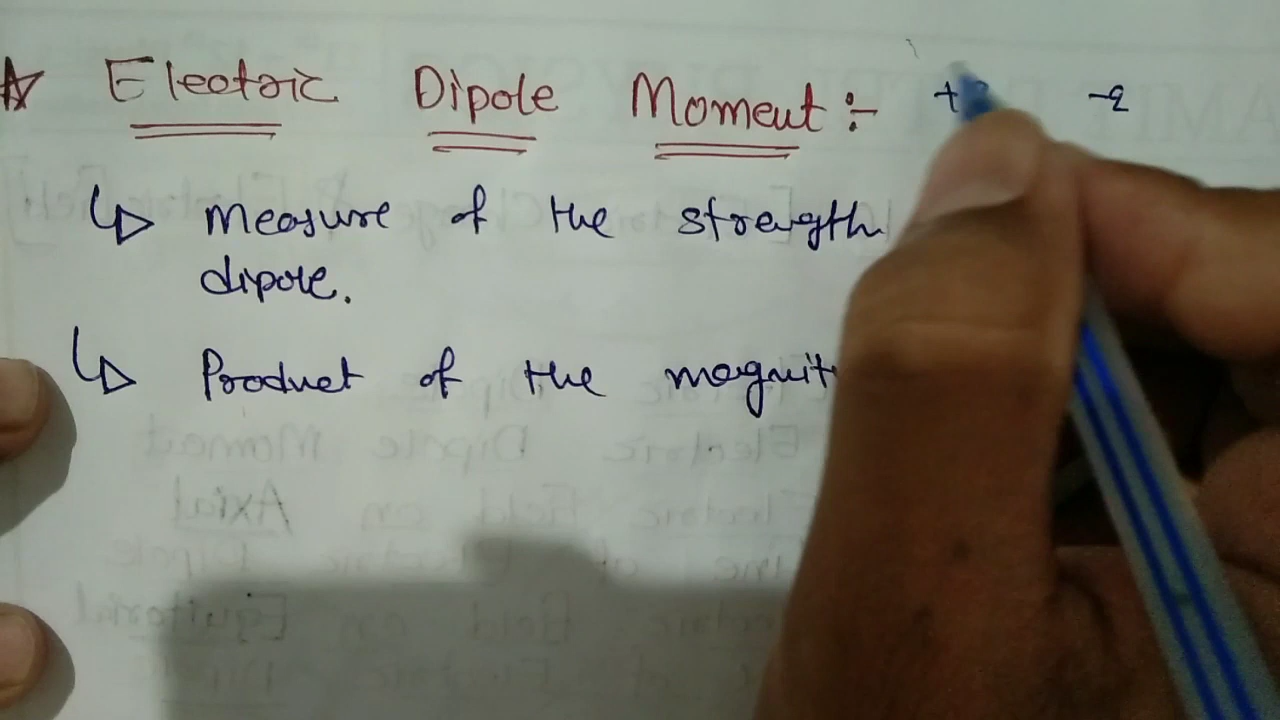 Electric Dipole Moment :- + -q
Measure of the strength
dipole.
Product of the magnit